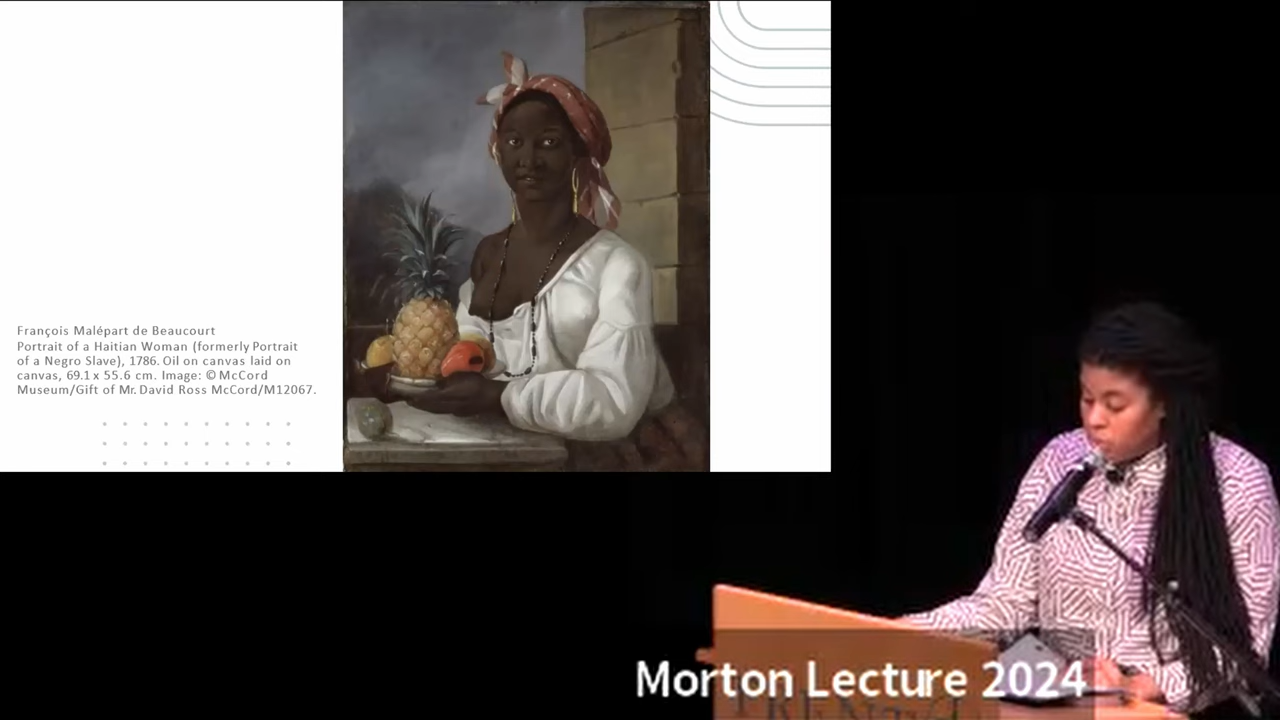 François Malépart de Beaucourt
Portrait of a Haitian Woman (formerly Portrait
of a Negro Slave), 1786. Oil on canvas laid on
canvas, 69.1 x 55.6 cm. Image: © McCord
Museum/Gift of Mr. David Ross McCord/M12067.
Morton Lecture 2024